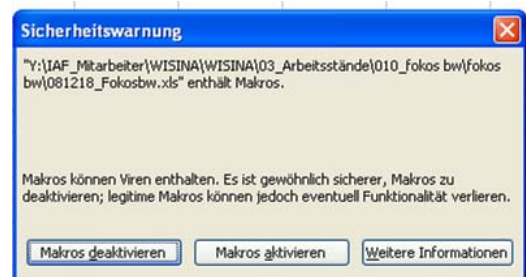 Sicherheitswarnung
"Y:\IAF_Mitarbeiter\WISINA\WISINA\03_Arbeitsstände\010_fokos bw\fokos
bw\081218_Fokosbw.xls" enthält Makros.
Makros können Viren enthalten. Es ist gewöhnlich sicherer, Makros zu
deaktivieren; legitime Makros können jedoch eventuell Funktionalität verlieren.
Makros deaktivieren Makros aktivieren Weitere Informationen